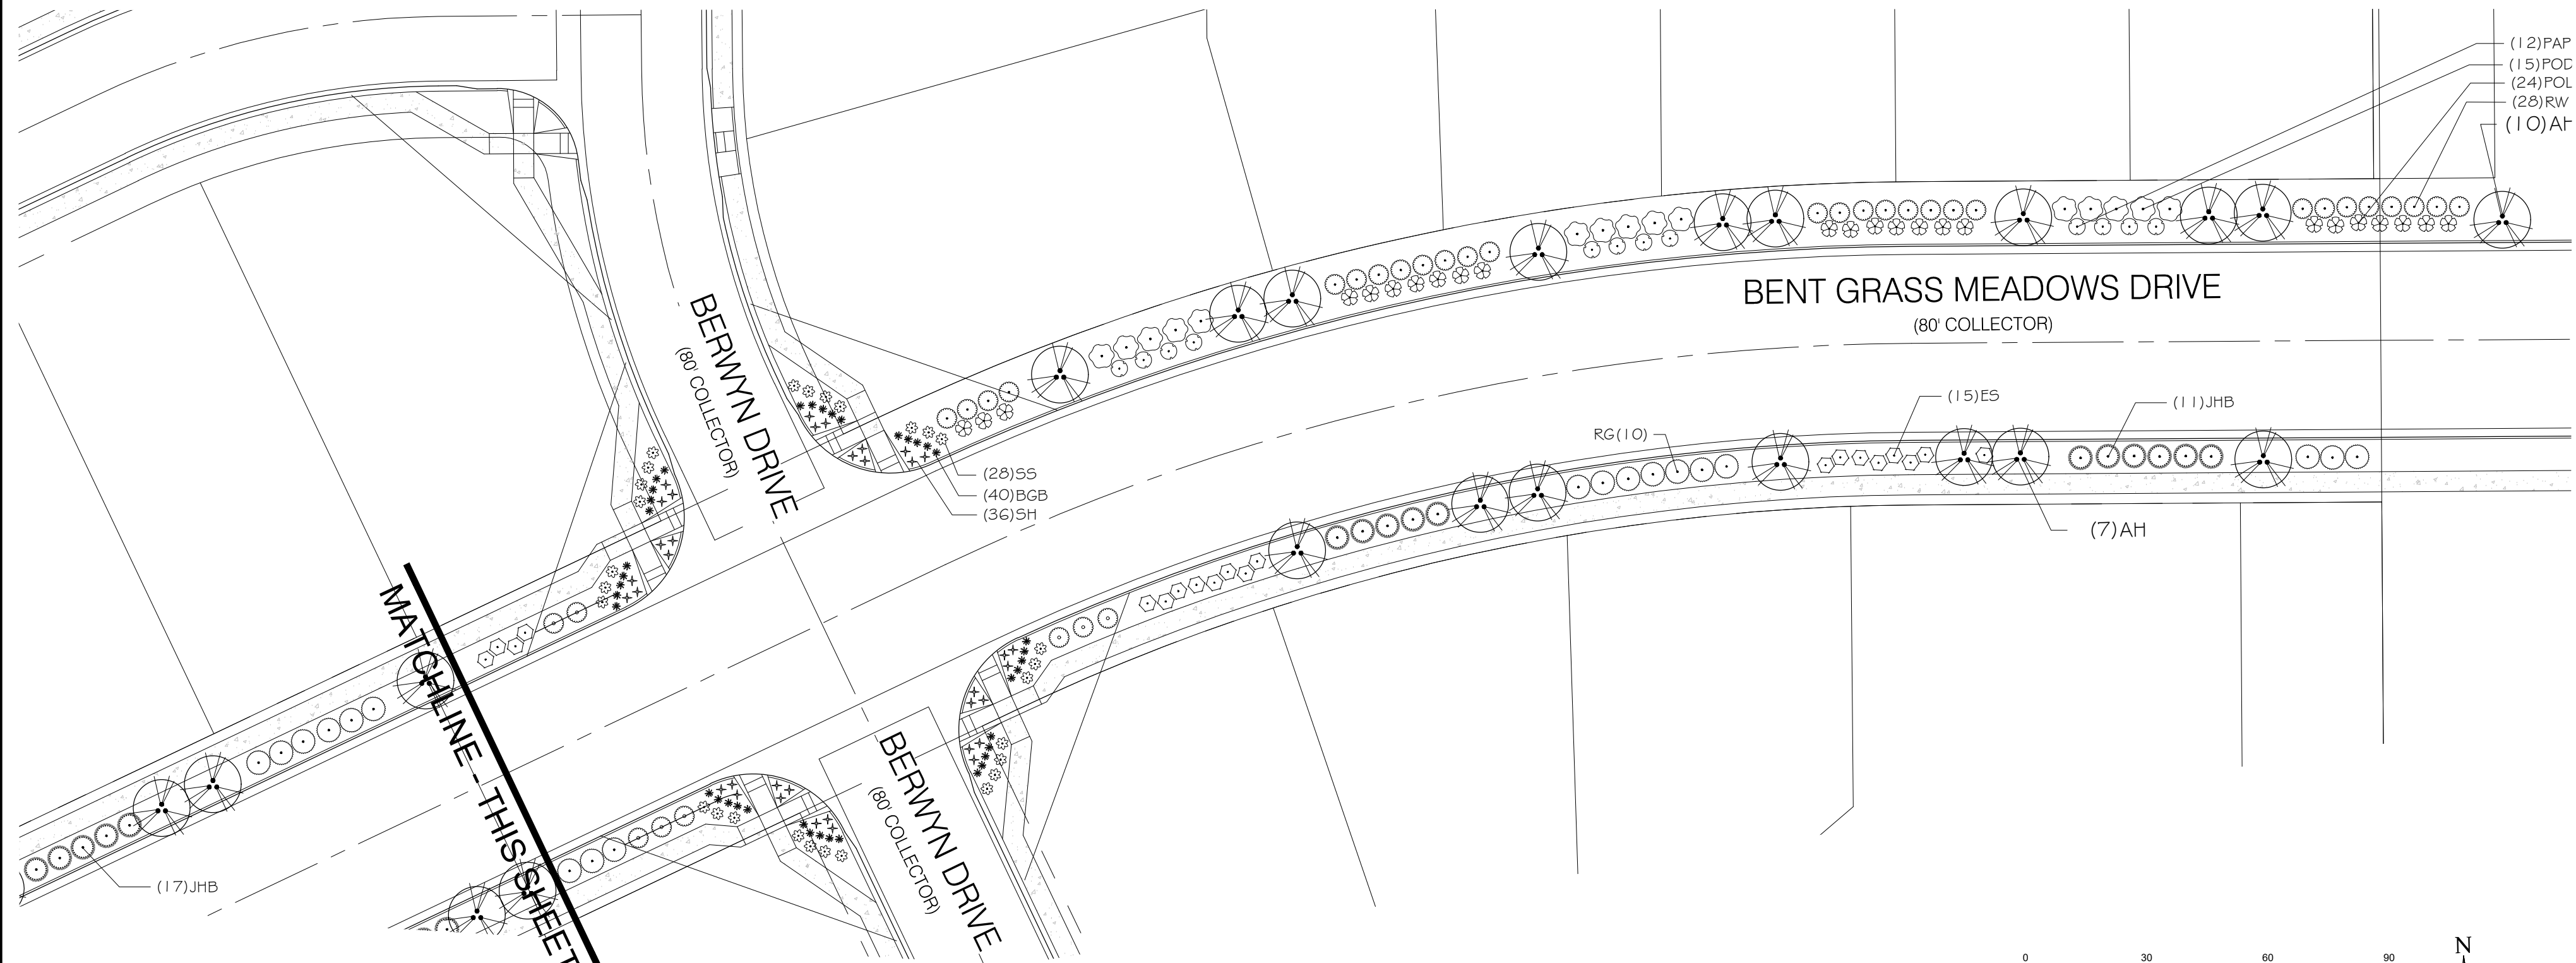 (12)PAP
(15)POD
(24)POL
(28)RW
(10)AH
BENT GRASS MEADOWS DRIVE
(80' COLLECTOR)
BERWYN DRIVE
(80' COLLECTOR)
(15)ES
(11)JHB
RG(10)
(28)SS
(40)BGB
(36)SH
(7)AH
MATCHLINE - THIS SHEET
BERWYN DRIVE
(80' COLLECTOR)
(17)JHB
N
0 30 60 90